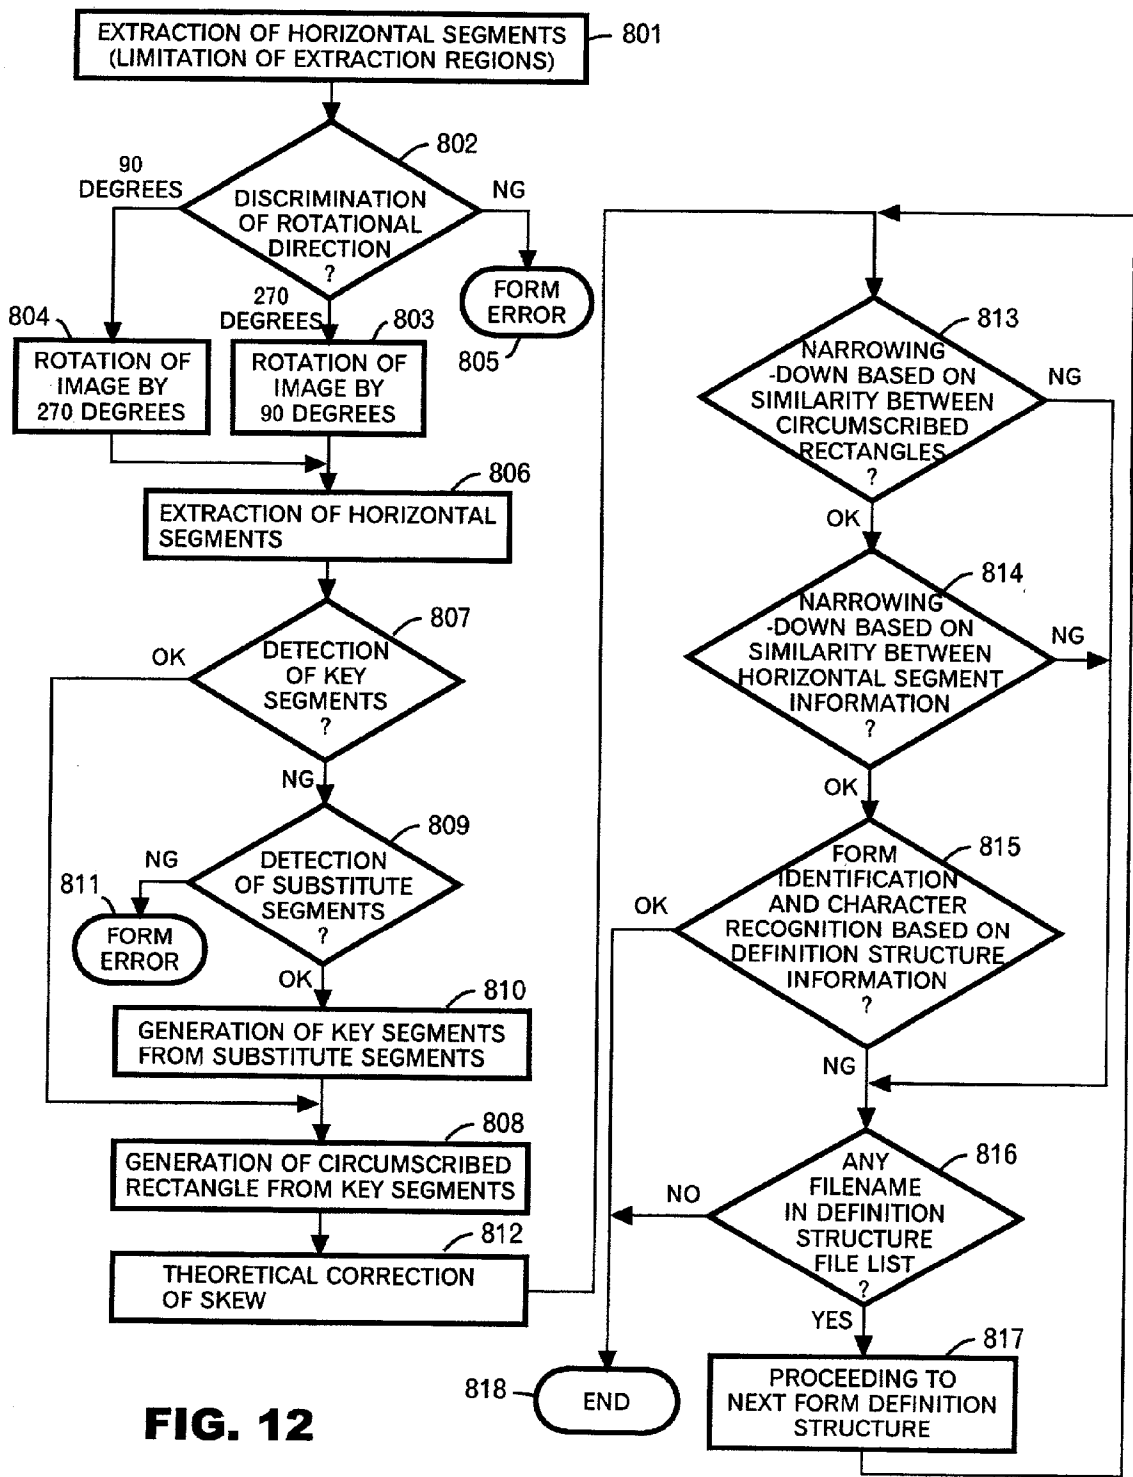 EXTRACTION OF HORIZONTAL SEGMENTS
(LIMITATION OF EXTRACTION REGIONS)
801
802
90
DEGREES
NG
DISCRIMINATION
OF ROTATIONAL
DIRECTION
?
FORM
ERROR
805
270
DEGREES
804
803
ROTATION OF
IMAGE BY
270 DEGREES
ROTATION OF
IMAGE BY
90 DEGREES
806
EXTRACTION OF HORIZONTAL
SEGMENTS
807
OK
DETECTION
OF KEY
SEGMENTS
?
NG
809
NG
DETECTION
OF SUBSTITUTE
SEGMENTS
?
811
FORM
ERROR
OK
810
GENERATION OF KEY SEGMENTS
FROM SUBSTITUTE SEGMENTS
808
GENERATION OF CIRCUMSCRIBED
RECTANGLE FROM KEY SEGMENTS
812
THEORETICAL CORRECTION
OF SKEW
813
NARROWING
-DOWN BASED ON
SIMILARITY BETWEEN
CIRCUMSCRIBED
RECTANGLES
?
NG
OK
814
NARROWING
-DOWN BASED ON
SIMILARITY BETWEEN
HORIZONTAL SEGMENT
INFORMATION
?
NG
OK
815
FORM
IDENTIFICATION
AND CHARACTER
RECOGNITION BASED ON
DEFINITION STRUCTURE
INFORMATION
?
OK
NG
816
ANY
FILENAME
IN DEFINITION
STRUCTURE
FILE LIST
?
NO
YES
817
PROCEEDING TO
NEXT FORM DEFINITION
STRUCTURE
818
END
FIG. 12